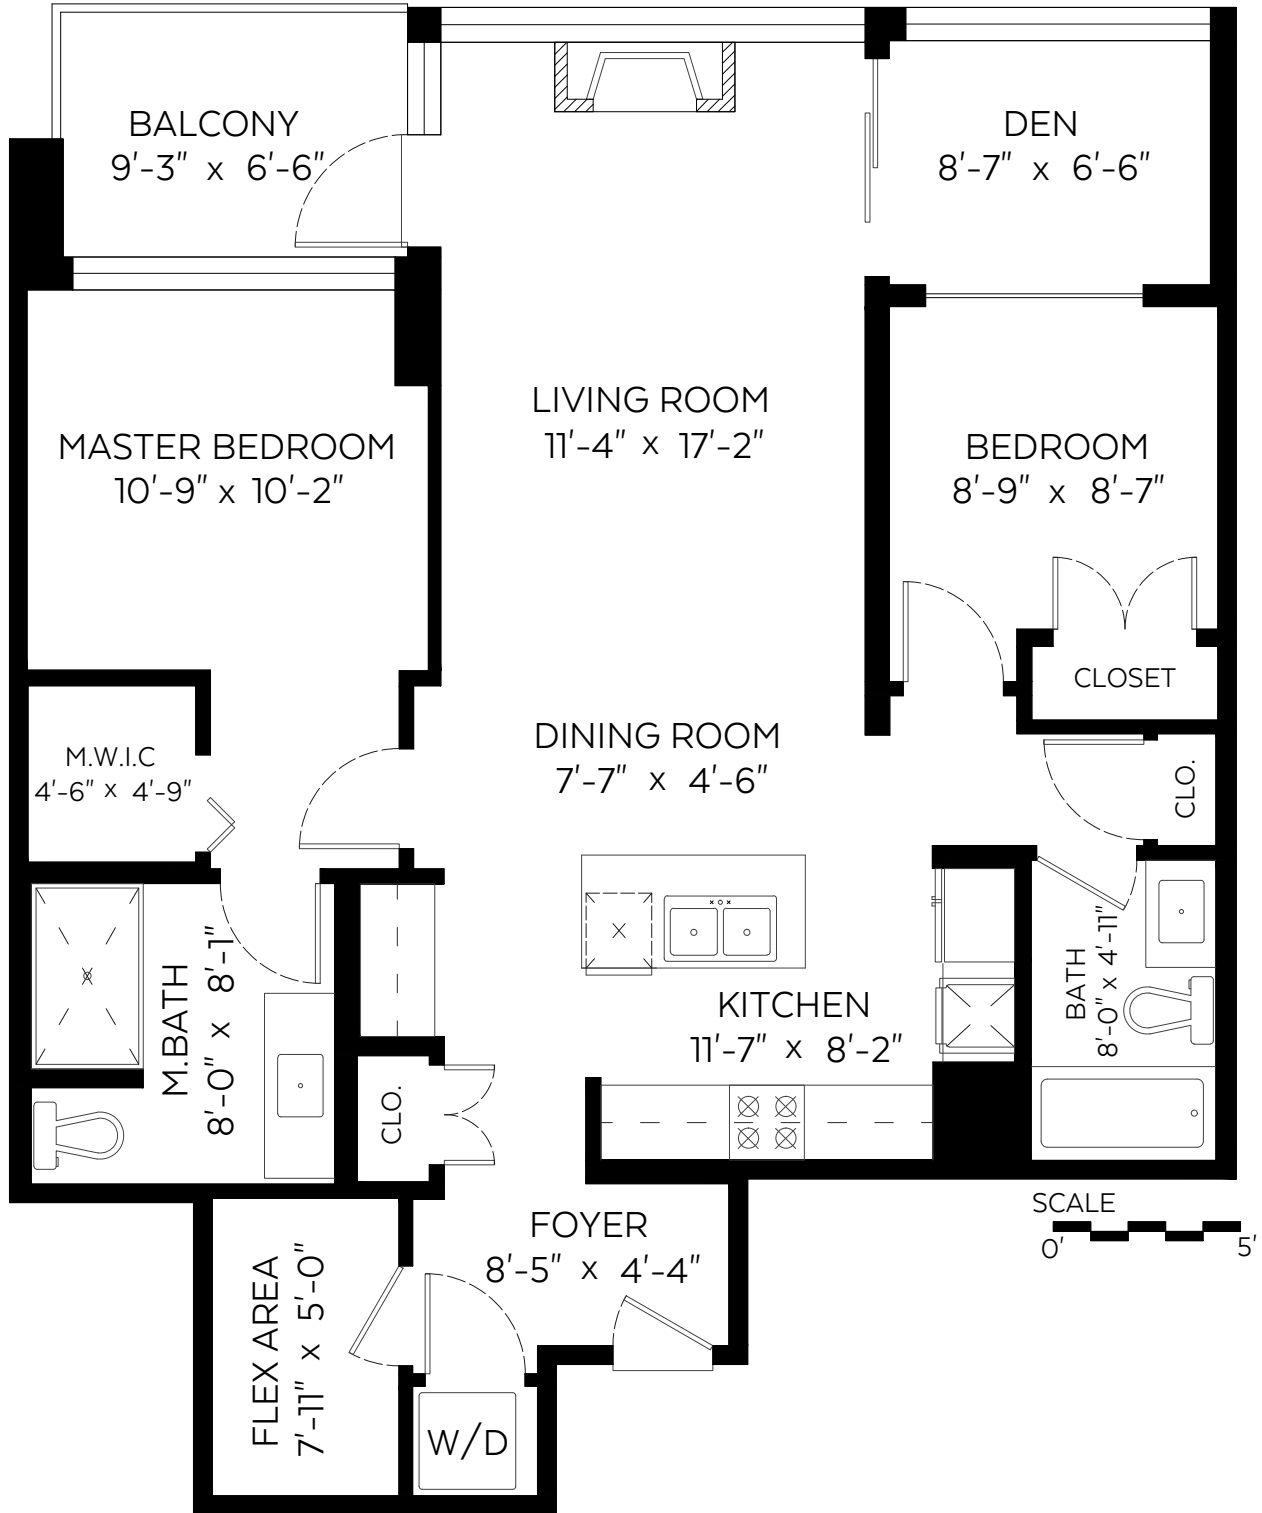 BALCONY
9'-3" x 6'-6"
DEN
8'-7" x 6'-6"
LIVING ROOM
11'-4" x 17'-2"
MASTER BEDROOM
10'-9" x 10'-2"
BEDROOM
8'-9" x 8'-7"
CLOSET
DINING ROOM
7'-7" x 4'-6"
M.W.I.C
4'-6" x 4'-9"
CLO.
M.BATH
8'-0" x 8'-1"
KITCHEN
11'-7" x 8'-2"
BATH
8'-0" x 4'-11"
CLO.
FOYER
8'-5" x 4'-4"
SCALE
0' 5'
FLEX AREA
7'-11" x 5'-0"
W/D